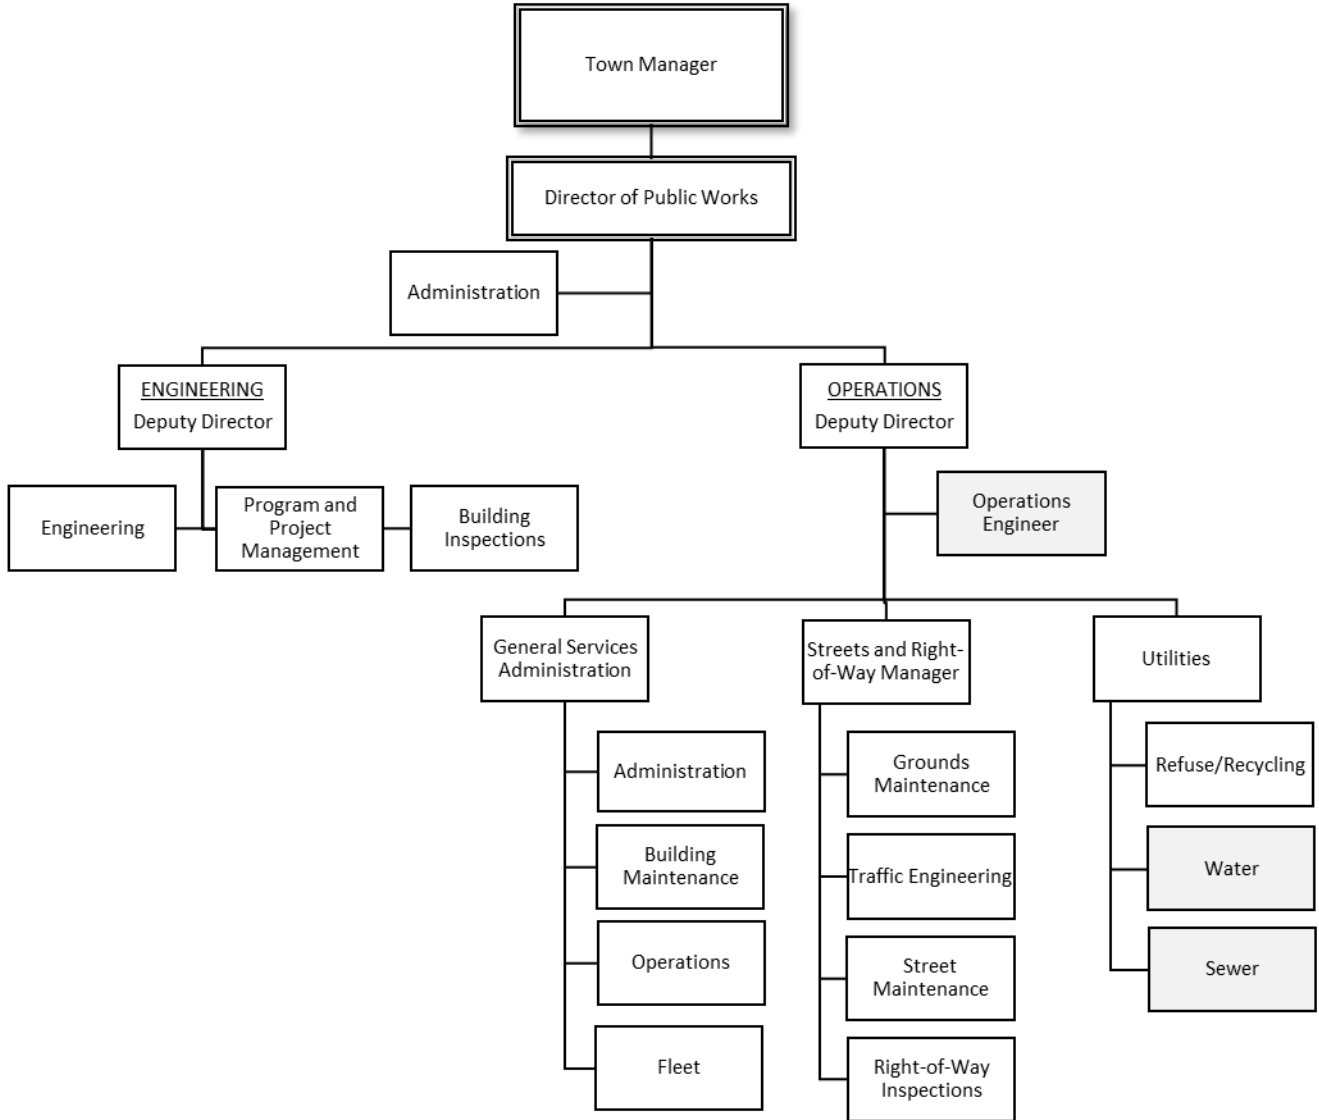 Town Manager
Director of Public Works
Administration
ENGINEERING
Deputy Director
OPERATIONS
Deputy Director
Engineering
Program and
Project
Management
Building
Inspections
Operations
Engineer
General Services
Administration
Streets and Right-
of-Way Manager
Utilities
Administration
Building
Maintenance
Operations
Fleet
Grounds
Maintenance
Traffic Engineering
Street
Maintenance
Right-of-Way
Inspections
Refuse/Recycling
Water
Sewer